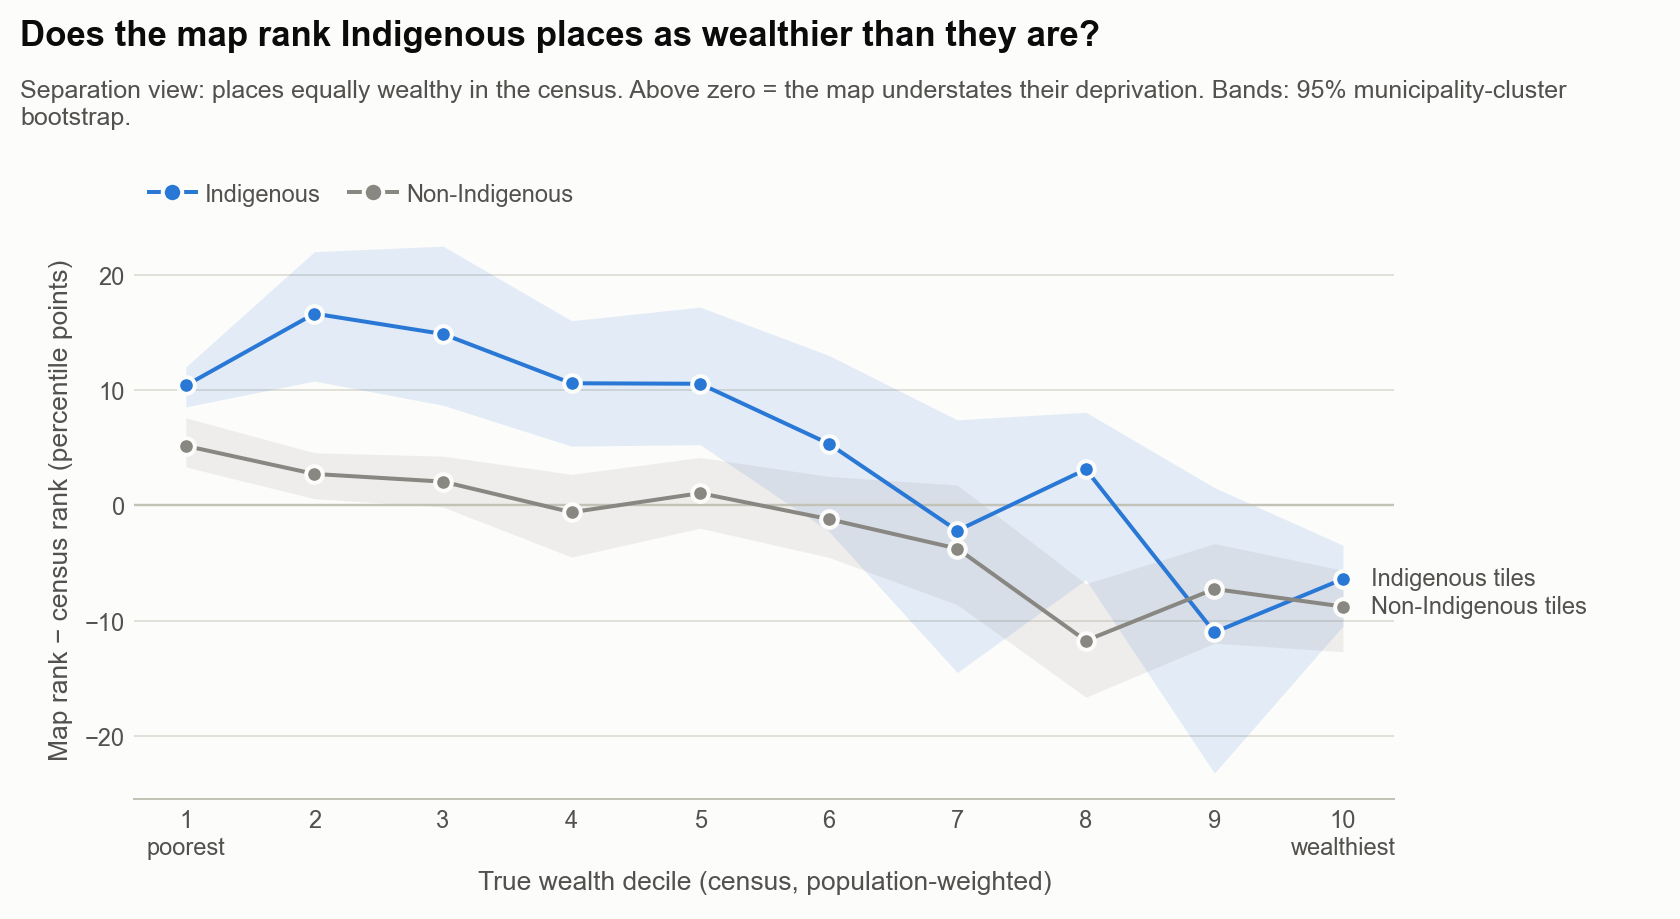 Does the map rank Indigenous places as wealthier than they are?
Separation view: places equally wealthy in the census. Above zero = the map understates their deprivation. Bands: 95% municipality-cluster
bootstrap.
Indigenous
Non-Indigenous
Map rank − census rank (percentile points)
20
10
0
−10
−20
Indigenous tiles
Non-Indigenous tiles
1
2
3
4
5
6
7
8
9
10
poorest
wealthiest
True wealth decile (census, population-weighted)